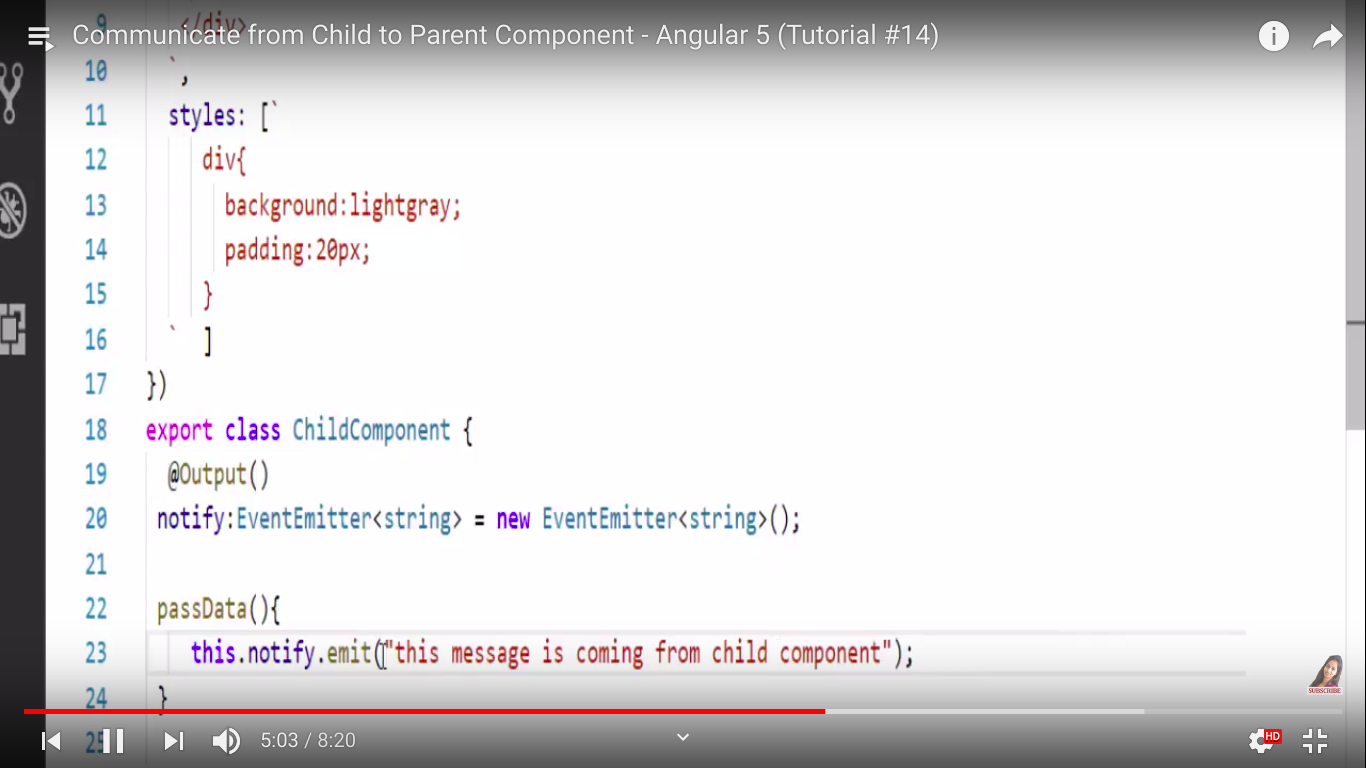 9 </div>
Communicate from Child to Parent Component - Angular 5 (Tutorial #14)
10 `,
11 styles: [`
12 div{
13 background:lightgray;
14 padding:20px;
15 }
16 ` ]
17 })
18 export class ChildComponent {
19 @Output()
20 notify:EventEmitter<string> = new EventEmitter<string>();
21
22 passData(){
23 this.notify.emit("this message is coming from child component");
24 }
25
SUBSCRIBE
5:03 / 8:20
HD